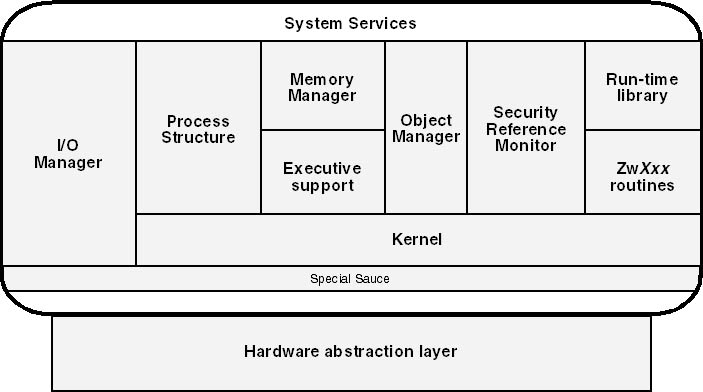 System Services
I/O
Manager
Process
Structure
Memory
Manager
Executive
support
Object
Manager
Security
Reference
Monitor
Run-time
library
ZwXxx
routines
Kernel
Special Sauce
Hardware abstraction layer